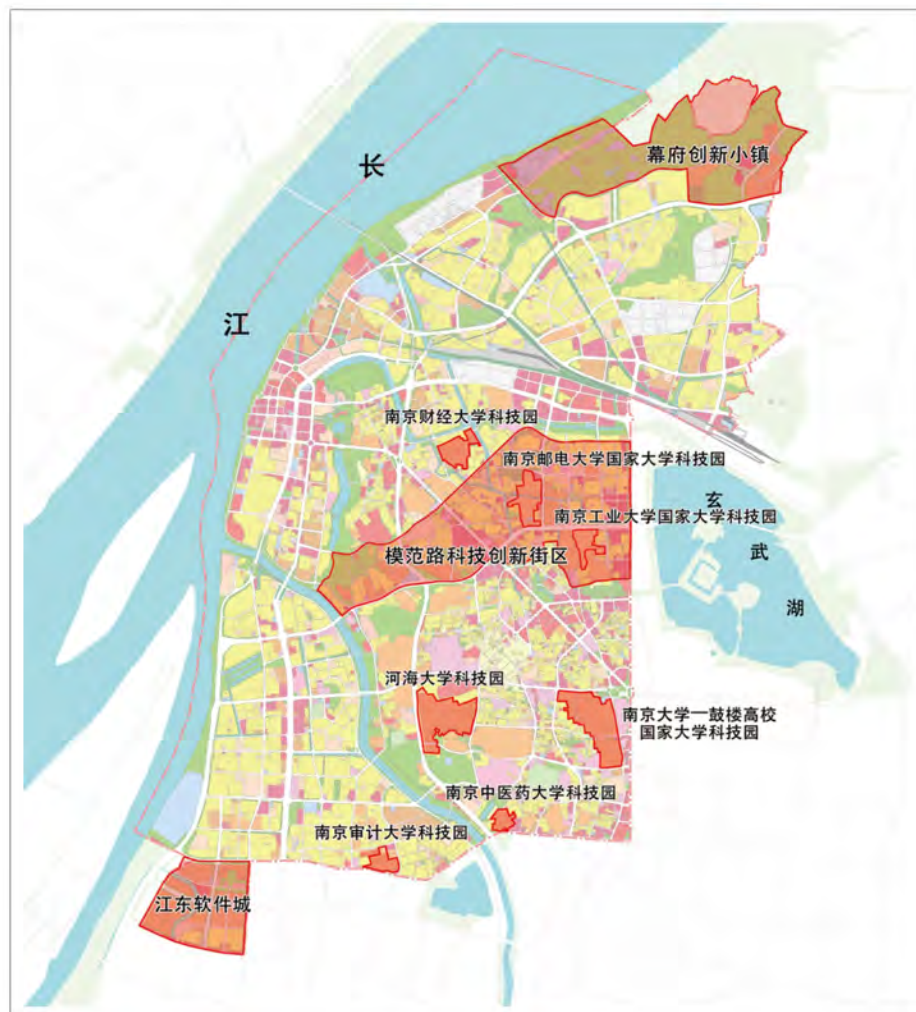 幕府创新小镇
长
江
南京财经大学科技园
南京邮电大学国家大学科技园
玄
南京工业大学国家大学科技园
武
模范路科技创新街区
湖
河海大学科技园
南京大学—鼓楼高校
国家大学科技园
南京中医药大学科技园
南京审计大学科技园
江东软件城